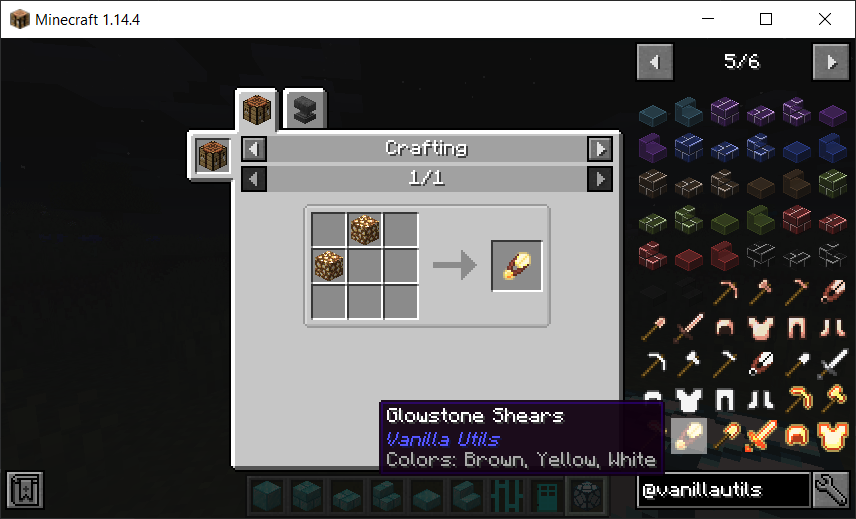 Minecraft 1.14.4
5/6
Crafting
1/1
Glowstone Shears
Vanilla Utils
Colors: Brown, Yellow, White
@vanillautils